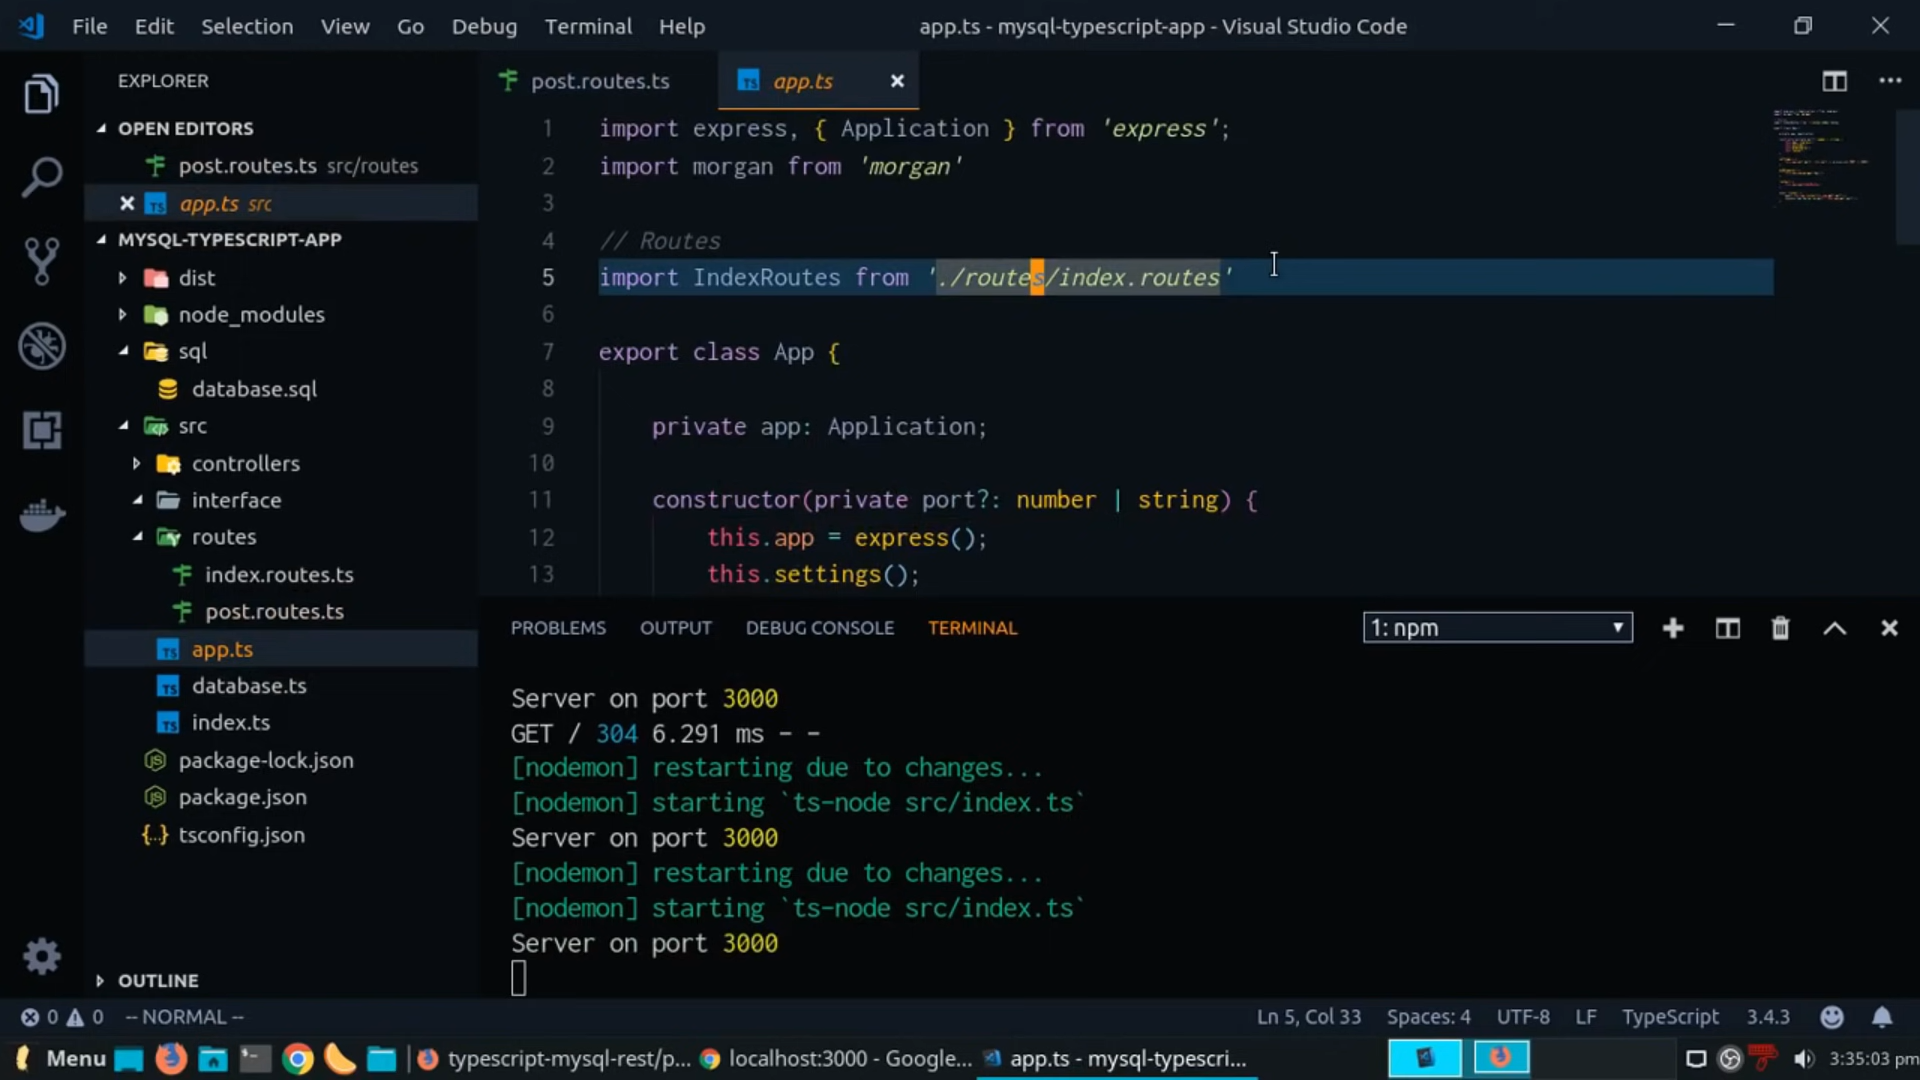 File Edit Selection View Go Debug Terminal Help
app.ts - mysql-typescript-app - Visual Studio Code
EXPLORER
OPEN EDITORS
post.routes.ts src/routes
app.ts src
MYSQL-TYPESCRIPT-APP
dist
node_modules
sql
database.sql
src
controllers
interface
routes
index.routes.ts
post.routes.ts
app.ts
database.ts
index.ts
package-lock.json
package.json
tsconfig.json
OUTLINE
post.routes.ts
app.ts
1 import express, { Application } from 'express';
2 import morgan from 'morgan'
3
4 // Routes
5 import IndexRoutes from './routes/index.routes'
6
7 export class App {
8
9 private app: Application;
10
11 constructor(private port?: number | string) {
12 this.app = express();
13 this.settings();
PROBLEMS OUTPUT DEBUG CONSOLE TERMINAL
1: npm
Server on port 3000
GET / 304 6.291 ms - -
[nodemon] restarting due to changes...
[nodemon] starting `ts-node src/index.ts`
Server on port 3000
[nodemon] restarting due to changes...
[nodemon] starting `ts-node src/index.ts`
Server on port 3000
0 0 -- NORMAL --
Ln 5, Col 33 Spaces: 4 UTF-8 LF TypeScript 3.4.3
Menu typescript-mysql-rest/p... localhost:3000 - Google... app.ts - mysql-typescri... 3:35:03 pm